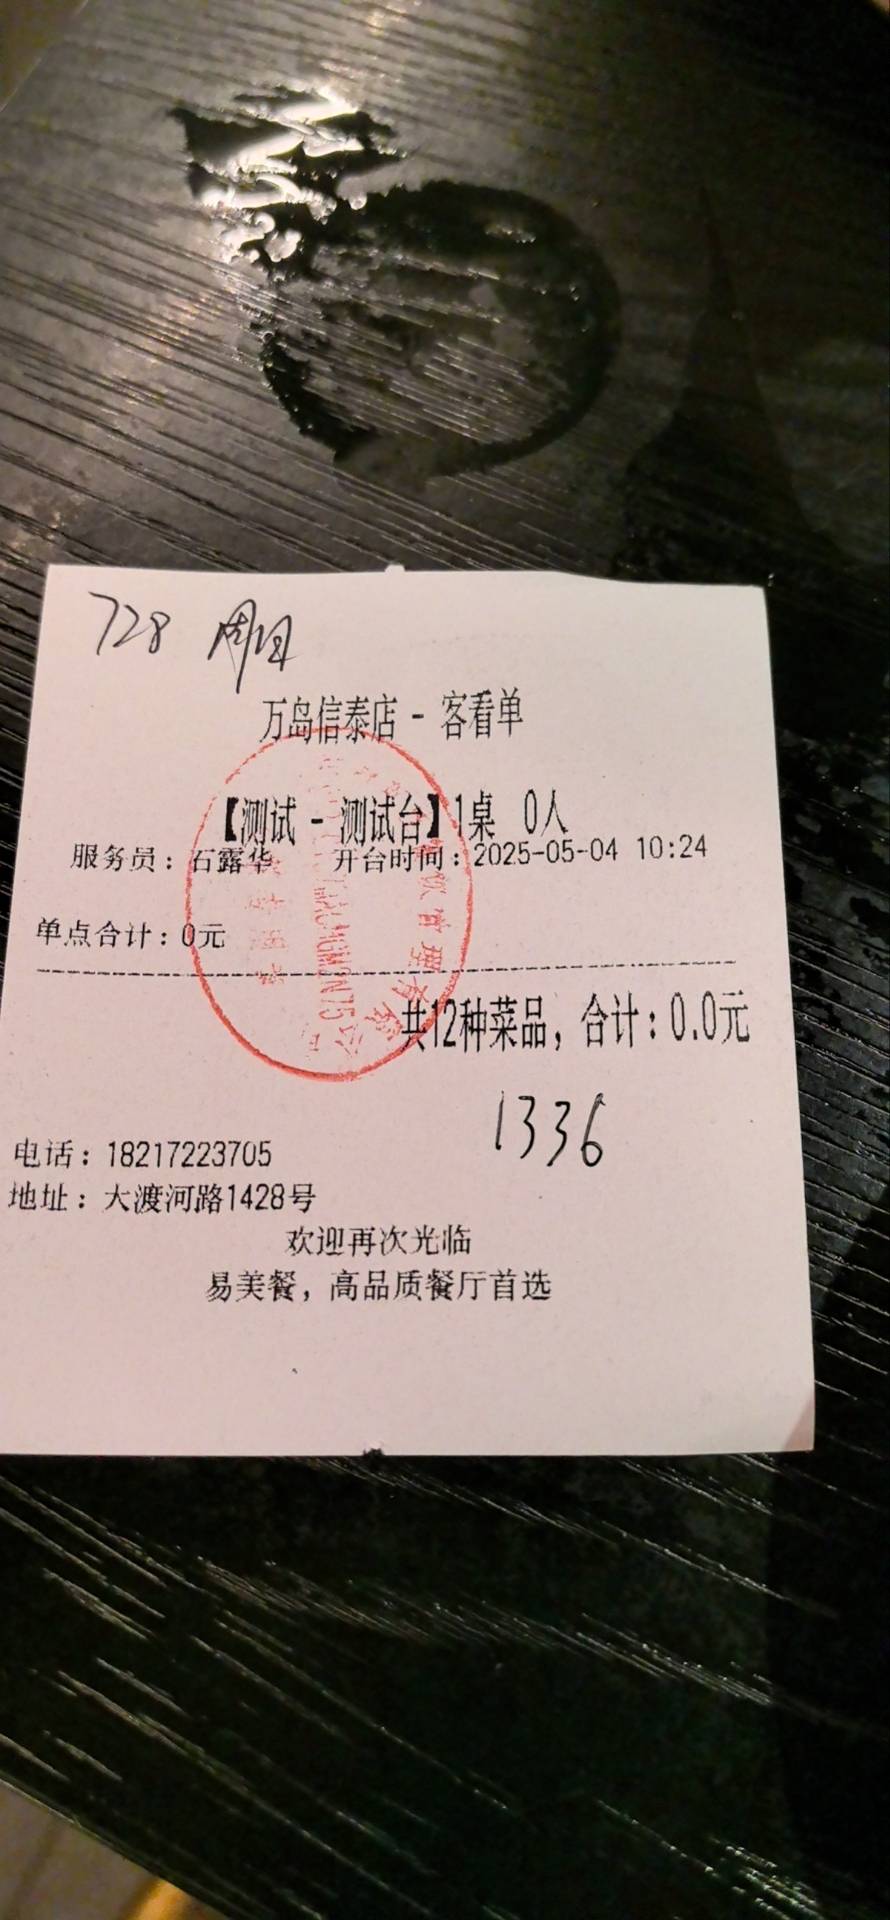 728
万岛信泰店 - 客看单
【测试 - 测试台】1桌 0人
服务员：石露华 开台时间：2025-05-04 10:24
单点合计：0元
共12种菜品，合计：0.0元
1336
电话：18217223705
地址：大渡河路1428号
欢迎再次光临
易美餐，高品质餐厅首选